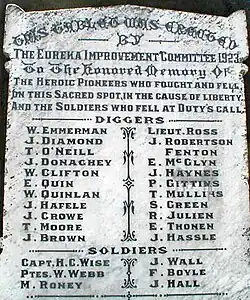 THIS TABLET WAS ERECTED
BY
THE EUREKA IMPROVEMENT COMMITTEE 1923
To The Honored Memory Of
THE HEROIC PIONEERS WHO FOUGHT AND FELL,
ON THIS SACRED SPOT, IN THE CAUSE OF LIBERTY,
AND THE SOLDIERS WHO FELL AT DUTY'S CALL.
DIGGERS
W. EMMERMAN LIEUT. ROSS
J. DIAMOND J. ROBERTSON
J. O'NEILL FENTON
J. DONAGHEY E. MCGLYN
W. CLIFTON J. HAYNES
E. QUIN P. GITTINS
W. QUINLAN T. MULLINS
J. HAFELE S. GREEN
J. CROWE R. JULIEN
T. MOORE E. THONEN
J. BROWN J. HASSLE
SOLDIERS
CAPT. H. C. WISE J. WALL
PTES. W. WEBB F. BOYLE
M. RONEY J. HALL